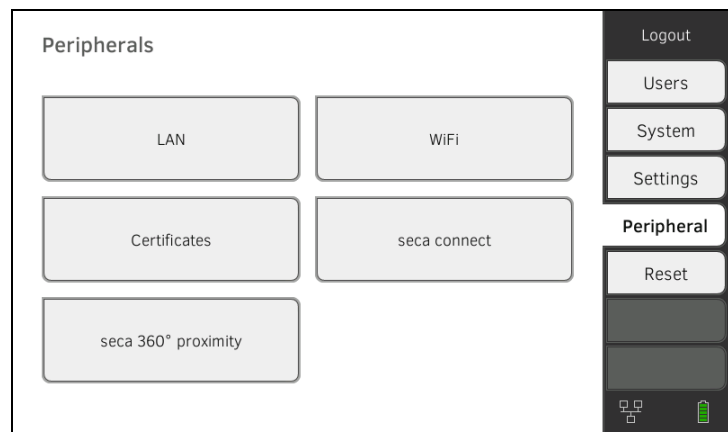 Peripherals
LAN
WiFi
Certificates
seca connect
seca 360° proximity
Logout
Users
System
Settings
Peripheral
Reset